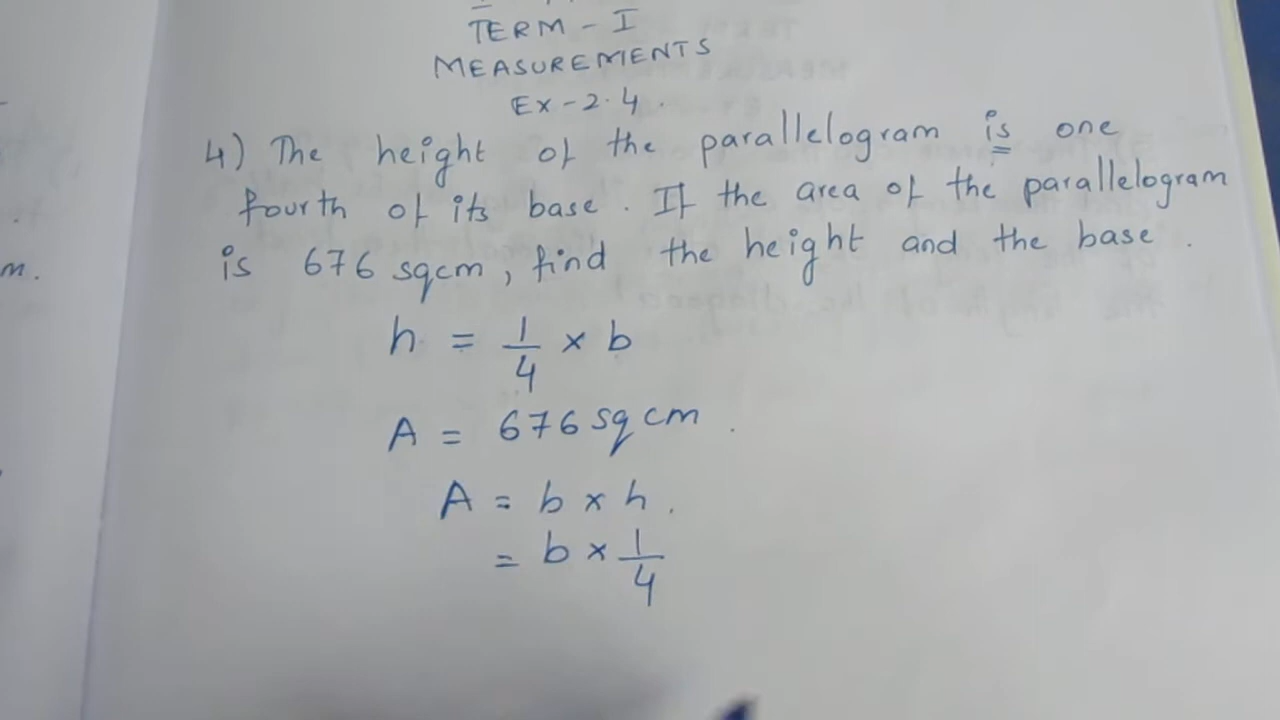 TERM - I
MEASUREMENTS
Ex - 2.4.
4) The height of the parallelogram is one
fourth of its base. If the area of the parallelogram
is 676 sqcm, find the height and the base.
m.
h = 1/4 × b
A = 676 sq cm.
A = b × h.
= b × 1/4